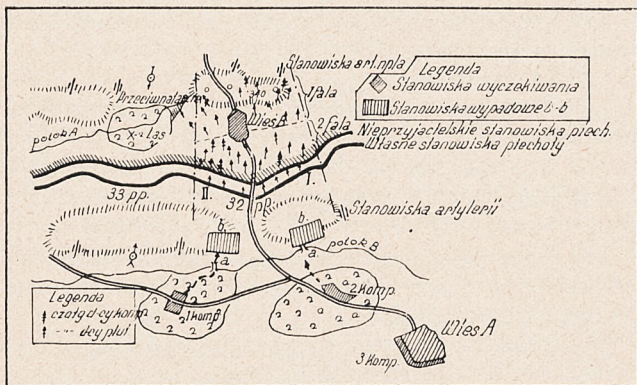 Stanowiska art. npla
1 fala
Legenda
Stanowiska wyczekiwania
Stanowiska wypadowe b-b
Przeciwnatarcie
310
Wieś B
2 fala
Nieprzyjacielskie stanowiska piech.
Własne stanowiska piechoty
potok A
X-Las
33 pp.
II.
32 pp.
I.
Stanowiska artylerii
b.
b.
a.
a.
potok B
Legenda
czołg d-cy komp.
" --- dcy plut
1 komp
2 Komp.
Wieś A
3 Komp.